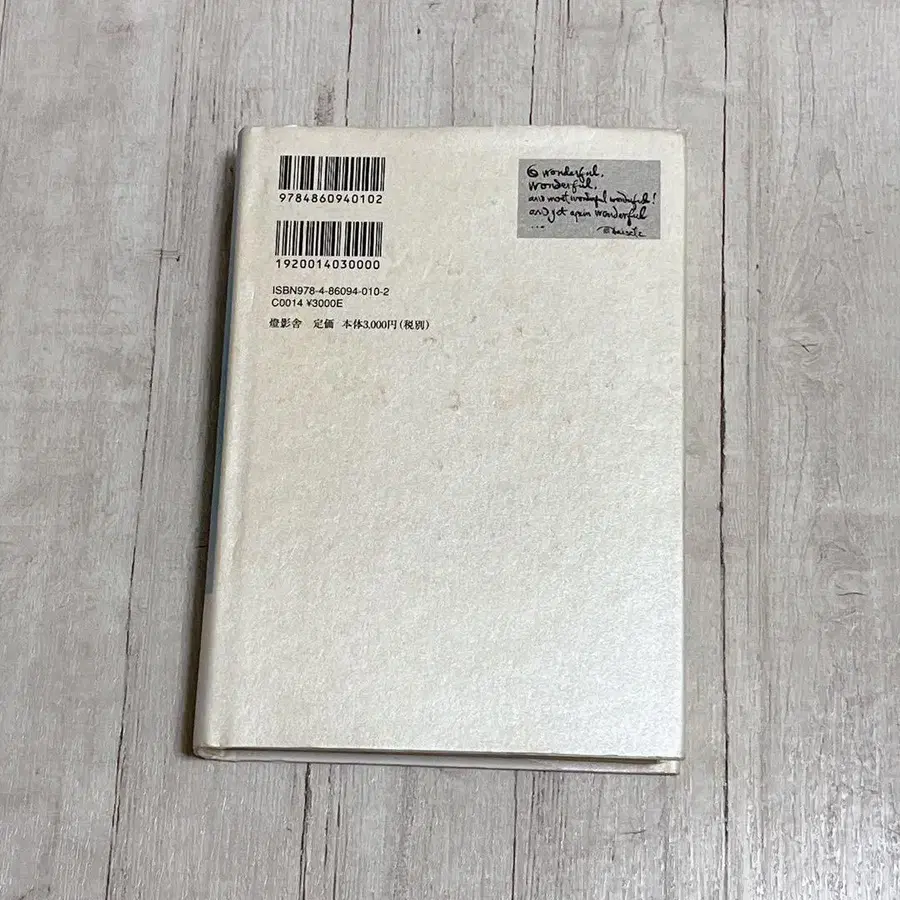 9784860940102
1920014030000
ISBN978-4-86094-010-2
C0014 ¥3000E
燈影舎 定価 本体3,000円(税別)
O wonderful,
wonderful,
and most wonderful wonderful!
and yet again wonderful
...